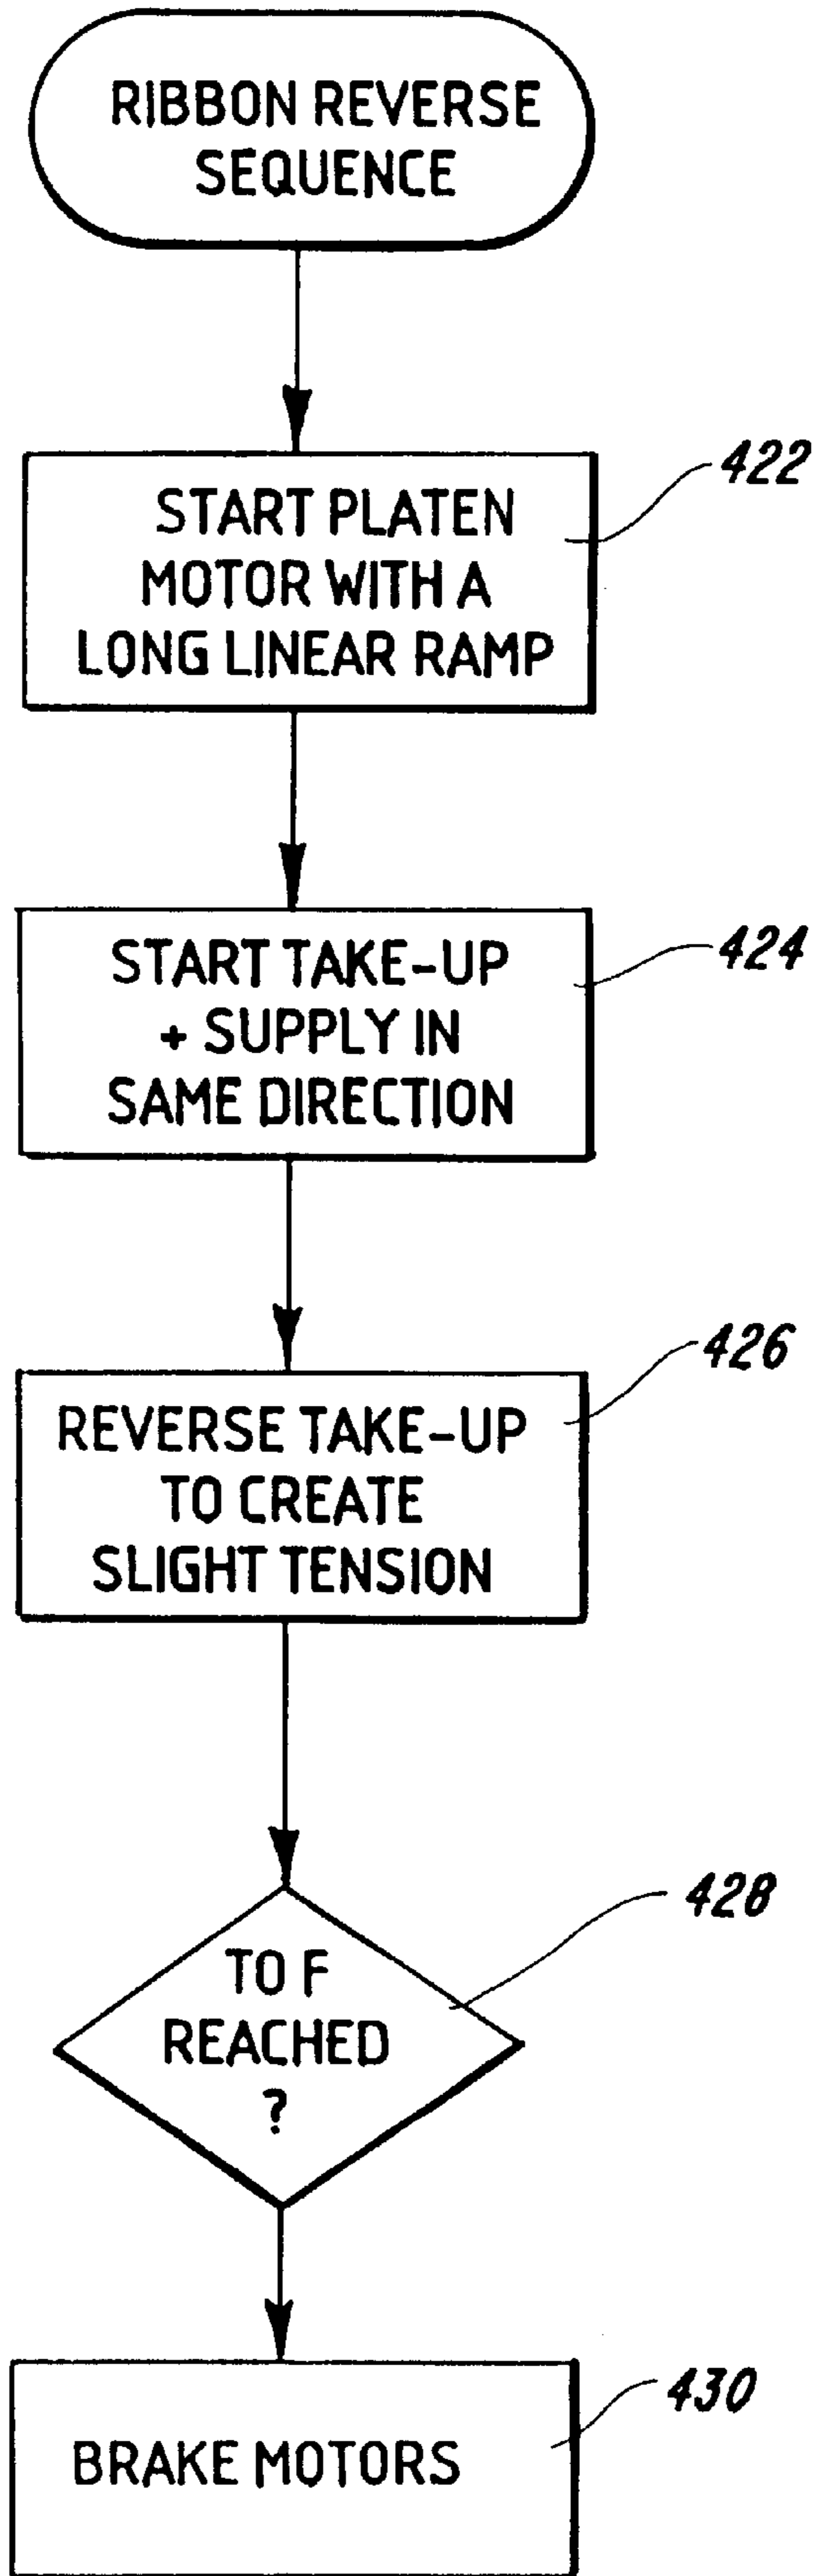 RIBBON REVERSE
SEQUENCE
422
START PLATEN
MOTOR WITH A
LONG LINEAR RAMP
424
START TAKE-UP
+ SUPPLY IN
SAME DIRECTION
426
REVERSE TAKE-UP
TO CREATE
SLIGHT TENSION
428
TO F
REACHED
?
430
BRAKE MOTORS